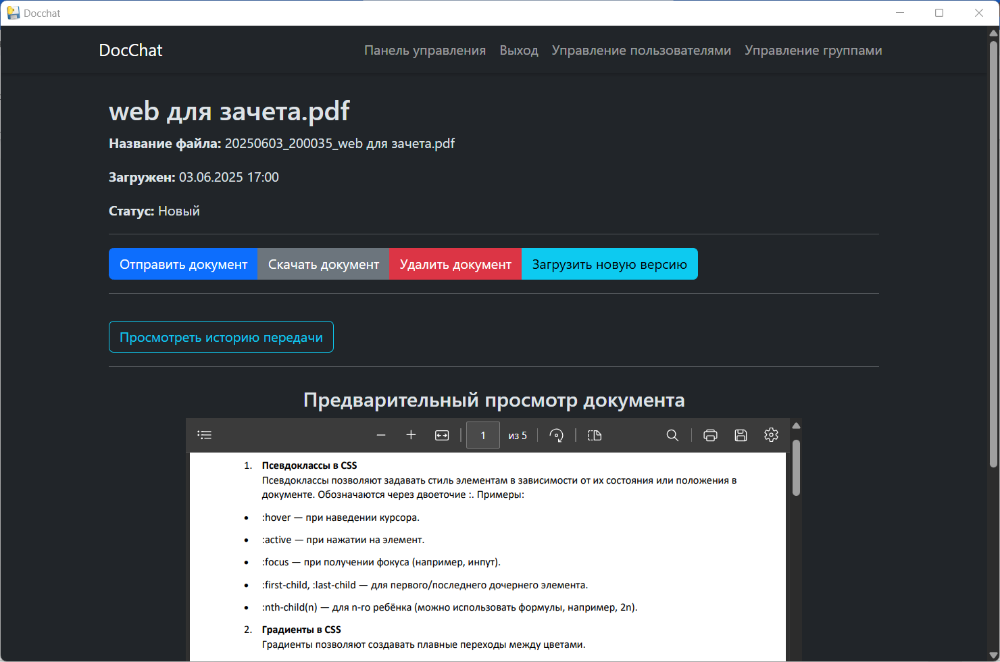 Docchat
DocChat
Панель управления Выход Управление пользователями Управление группами
web для зачета.pdf
Название файла: 20250603_200035_web для зачета.pdf
Загружен: 03.06.2025 17:00
Статус: Новый
Отправить документ Скачать документ Удалить документ Загрузить новую версию
Просмотреть историю передачи
Предварительный просмотр документа
1 из 5
1. Псевдоклассы в CSS
Псевдоклассы позволяют задавать стиль элементам в зависимости от их состояния или положения в
документе. Обозначаются через двоеточие :. Примеры:
• :hover — при наведении курсора.
• :active — при нажатии на элемент.
• :focus — при получении фокуса (например, инпут).
• :first-child, :last-child — для первого/последнего дочернего элемента.
• :nth-child(n) — для n-го ребёнка (можно использовать формулы, например, 2n).
2. Градиенты в CSS
Градиенты позволяют создавать плавные переходы между цветами.